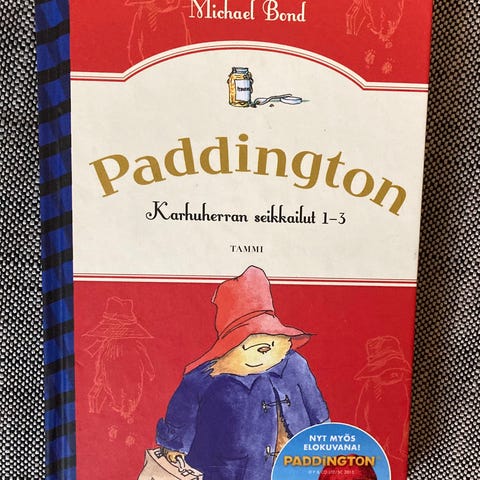 Michael Bond
Paddington
Karhuherran seikkailut 1–3
TAMMI
NYT MYÖS
ELOKUVANA!
PADDINGTON